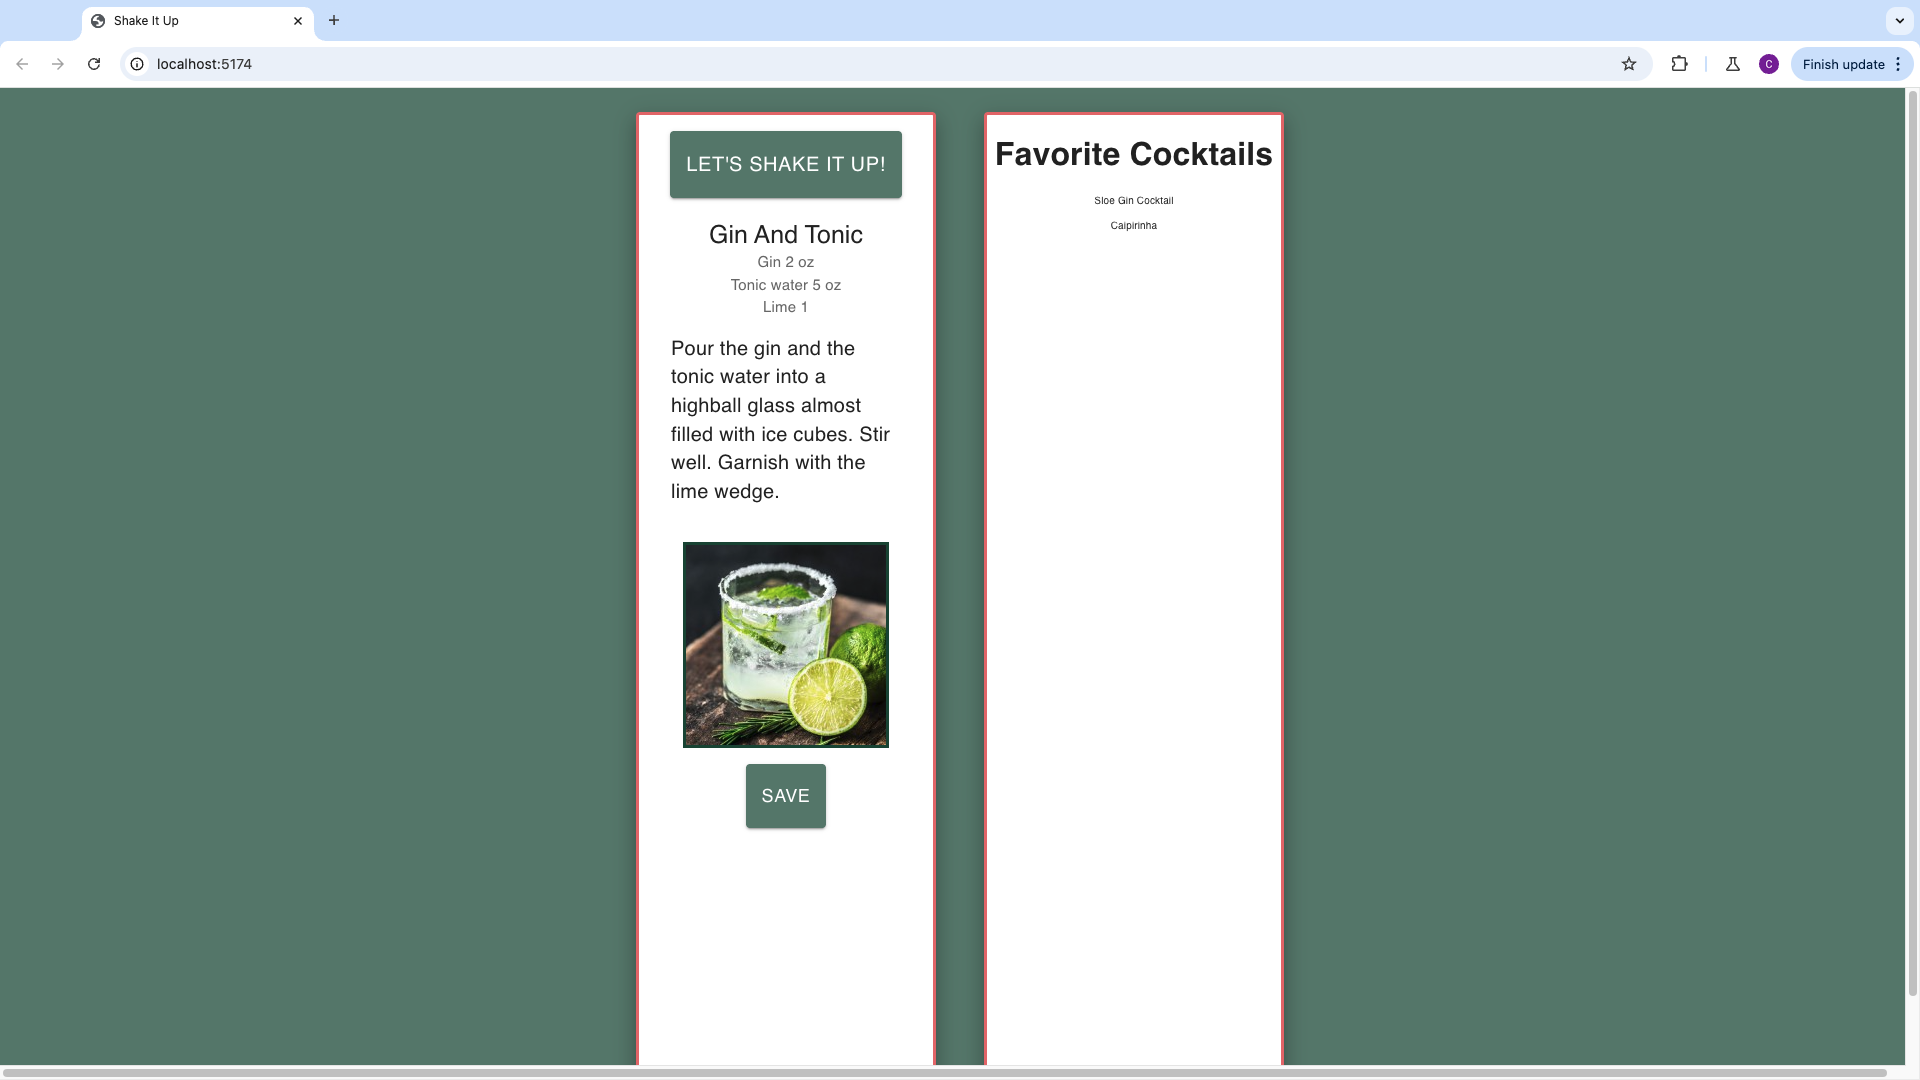 Shake It Up
localhost:5174
C
Finish update
LET'S SHAKE IT UP!
Gin And Tonic
Gin 2 oz
Tonic water 5 oz
Lime 1
Pour the gin and the
tonic water into a
highball glass almost
filled with ice cubes. Stir
well. Garnish with the
lime wedge.
SAVE
Favorite Cocktails
Sloe Gin Cocktail
Caipirinha